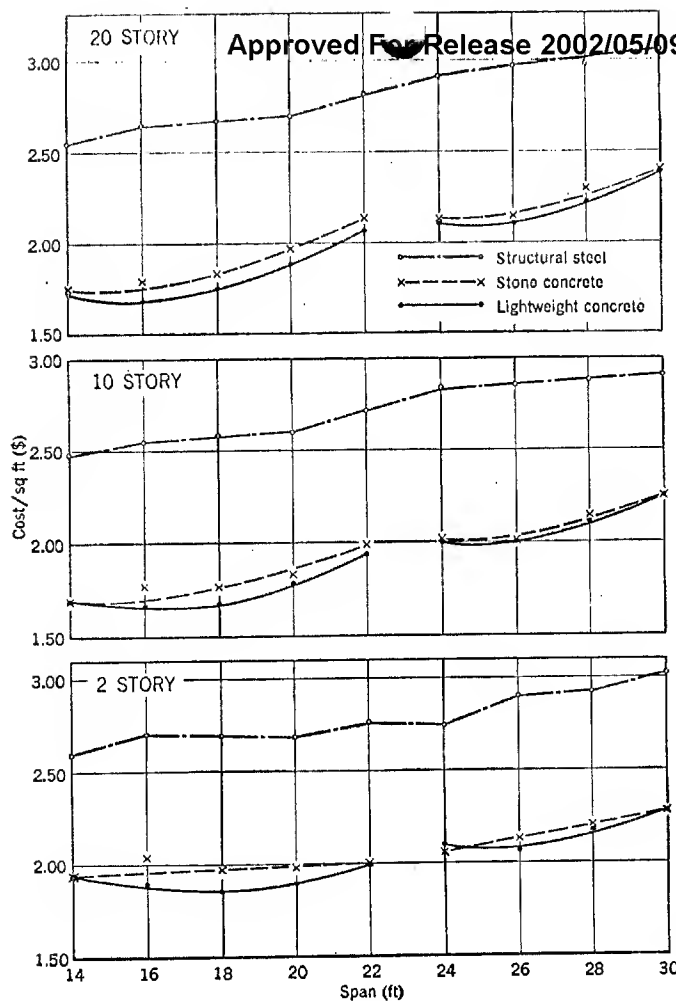 Approved For Release 2002/05/09
20 STORY
3.00
2.50
2.00
1.50
Structural steel
Stone concrete
Lightweight concrete
10 STORY
3.00
2.50
2.00
1.50
Cost/sq ft ($)
2 STORY
3.00
2.50
2.00
1.50
14 16 18 20 22 24 26 28 30
Span (ft)